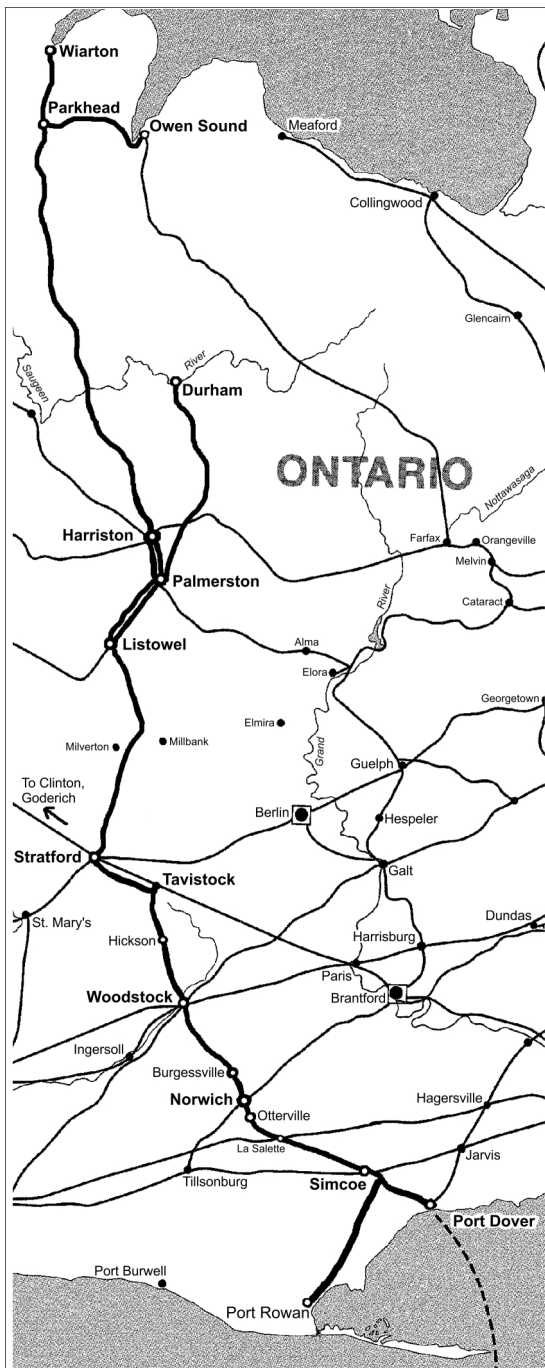 Wiarton
Parkhead
Owen Sound
Meaford
Collingwood
Glencairn
Saugeen
River
Durham
ONTARIO
Nottawasaga
Harriston
Farfax
Orangeville
Melvin
Palmerston
River
Cataract
Listowel
Alma
Elora
Georgetown
Elmira
Milverton
Millbank
Grand
Guelph
To Clinton,
Goderich
Berlin
Hespeler
Stratford
Galt
Tavistock
St. Mary's
Dundas
Hickson
Harrisburg
Paris
Woodstock
Brantford
Ingersoll
Burgessville
Hagersville
Norwich
Otterville
La Salette
Jarvis
Tillsonburg
Simcoe
Port Dover
Port Burwell
Port Rowan